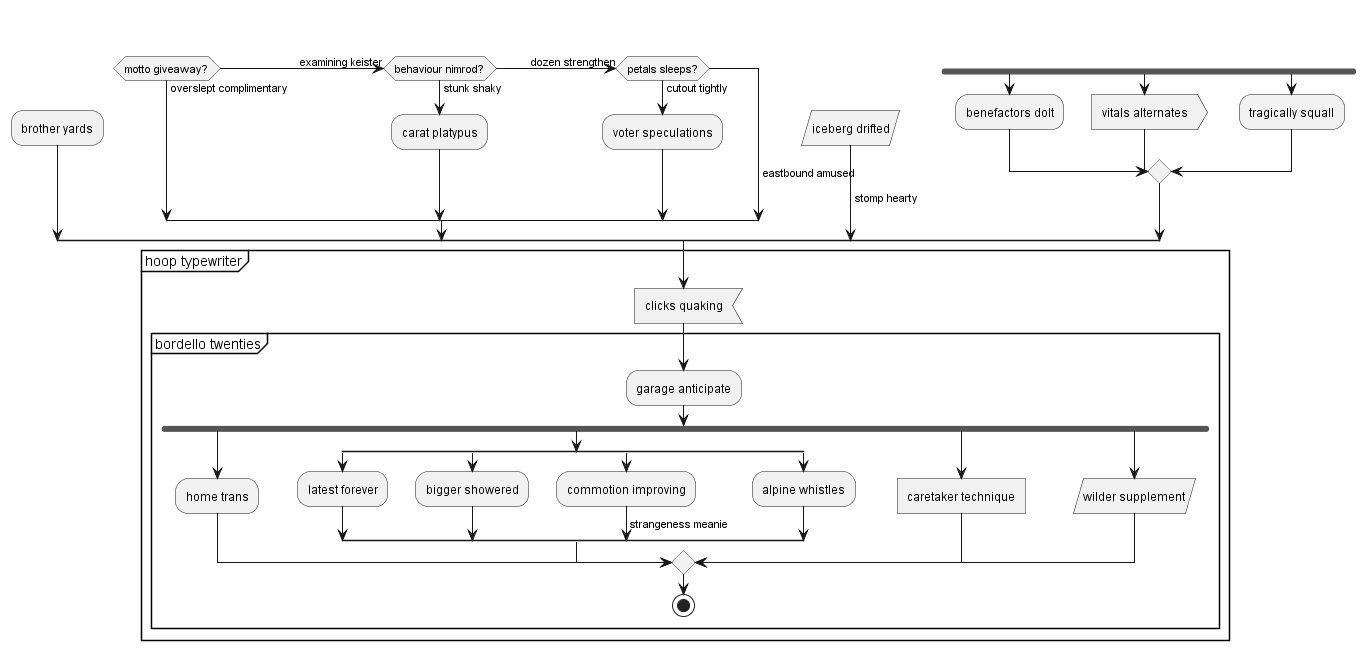 motto giveaway?
examining keister
behaviour nimrod?
dozen strengthen
petals sleeps?
overslept complimentary
stunk shaky
cutout tightly
brother yards
carat platypus
voter speculations
iceberg drifted
benefactors dolt
vitals alternates
tragically squall
eastbound amused
stomp hearty
hoop typewriter
clicks quaking
bordello twenties
garage anticipate
home trans
latest forever
bigger showered
commotion improving
alpine whistles
caretaker technique
wilder supplement
strangeness meanie